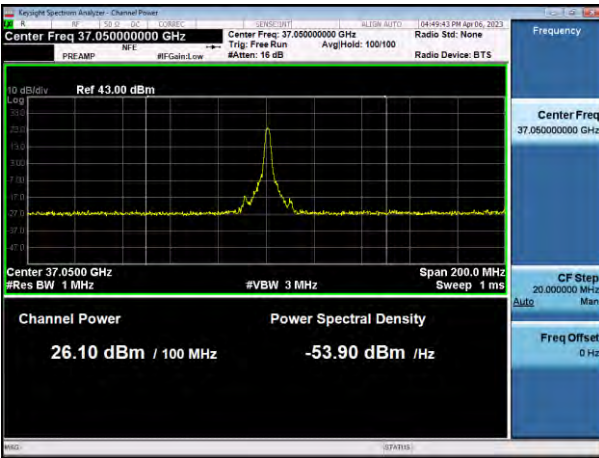 Keysight Spectrum Analyzer - Channel Power
R RF 50 Ω DC CORREC SENSE:INT ALIGN AUTO 04:49:43 PM Apr 06, 2023
Center Freq 37.050000000 GHz Center Freq: 37.050000000 GHz Radio Std: None
NFE Trig: Free Run Avg|Hold: 100/100
PREAMP #IFGain:Low #Atten: 16 dB Radio Device: BTS
10 dB/div Ref 43.00 dBm
Log
33.0
23.0
13.0
3.00
-7.00
-17.0
-27.0
-37.0
-47.0
Center 37.0500 GHz Span 200.0 MHz
#Res BW 1 MHz #VBW 3 MHz Sweep 1 ms
Channel Power Power Spectral Density
26.10 dBm / 100 MHz -53.90 dBm /Hz
MSG STATUS
Frequency
Center Freq
37.050000000 GHz
CF Step
20.000000 MHz
Auto Man
Freq Offset
0 Hz